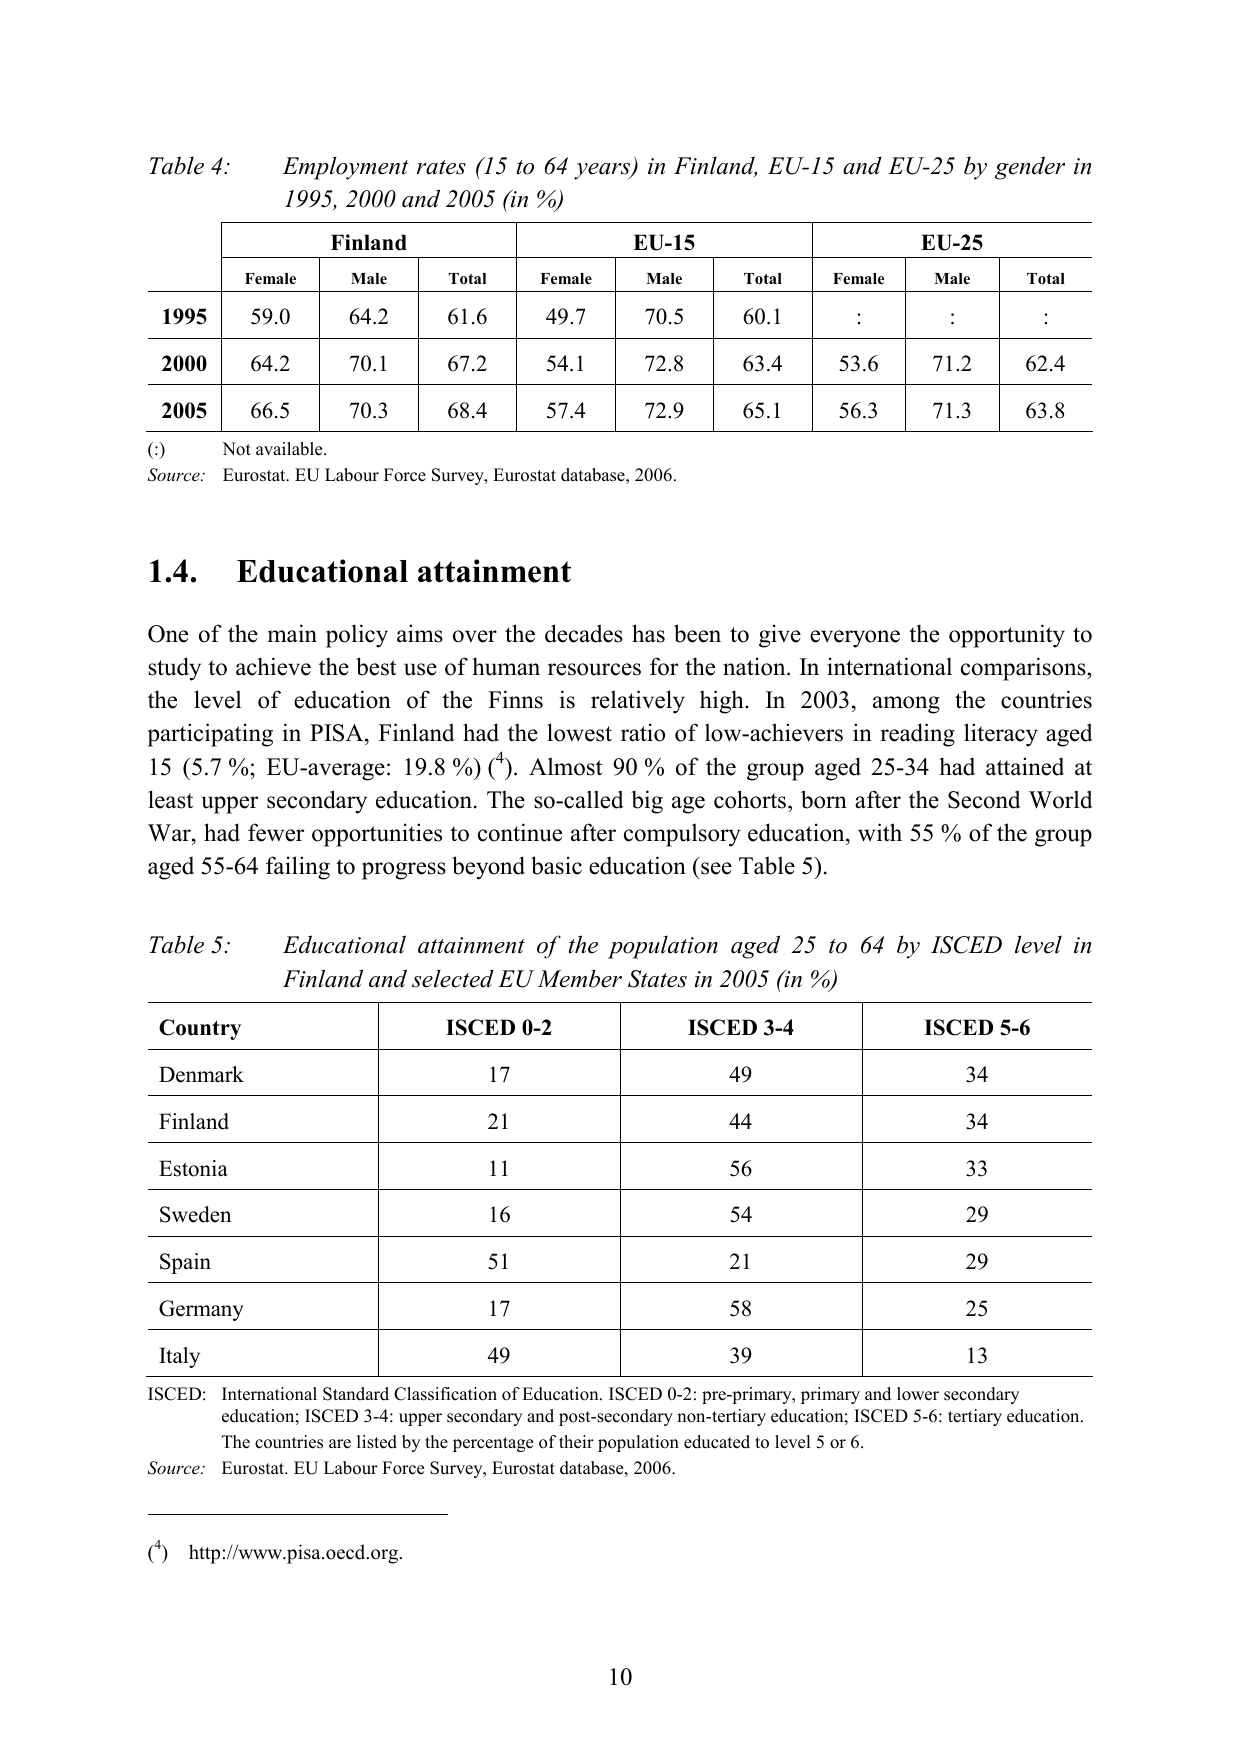 Table 4: Employment rates (15 to 64 years) in Finland, EU-15 and EU-25 by gender in
1995, 2000 and 2005 (in %)
Finland EU-15 EU-25
Female Male Total Female Male Total Female Male Total
1995 59.0 64.2 61.6 49.7 70.5 60.1 : : :
2000 64.2 70.1 67.2 54.1 72.8 63.4 53.6 71.2 62.4
2005 66.5 70.3 68.4 57.4 72.9 65.1 56.3 71.3 63.8
(:) Not available.
Source: Eurostat. EU Labour Force Survey, Eurostat database, 2006.
1.4. Educational attainment
One of the main policy aims over the decades has been to give everyone the opportunity to
study to achieve the best use of human resources for the nation. In international comparisons,
the level of education of the Finns is relatively high. In 2003, among the countries
participating in PISA, Finland had the lowest ratio of low-achievers in reading literacy aged
15 (5.7 %; EU-average: 19.8 %) (4). Almost 90 % of the group aged 25-34 had attained at
least upper secondary education. The so-called big age cohorts, born after the Second World
War, had fewer opportunities to continue after compulsory education, with 55 % of the group
aged 55-64 failing to progress beyond basic education (see Table 5).
Table 5: Educational attainment of the population aged 25 to 64 by ISCED level in
Finland and selected EU Member States in 2005 (in %)
Country ISCED 0-2 ISCED 3-4 ISCED 5-6
Denmark 17 49 34
Finland 21 44 34
Estonia 11 56 33
Sweden 16 54 29
Spain 51 21 29
Germany 17 58 25
Italy 49 39 13
ISCED: International Standard Classification of Education. ISCED 0-2: pre-primary, primary and lower secondary
education; ISCED 3-4: upper secondary and post-secondary non-tertiary education; ISCED 5-6: tertiary education.
The countries are listed by the percentage of their population educated to level 5 or 6.
Source: Eurostat. EU Labour Force Survey, Eurostat database, 2006.
(4) http://www.pisa.oecd.org.
10